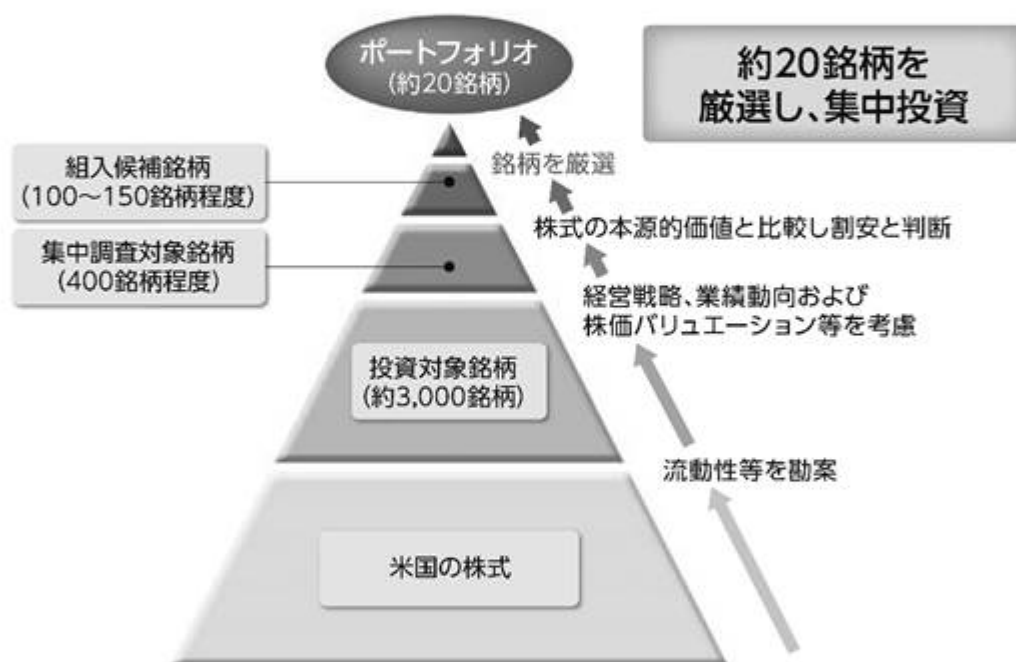 ポートフォリオ
(約20銘柄)
約20銘柄を
厳選し、集中投資
銘柄を厳選
組入候補銘柄
(100〜150銘柄程度)
株式の本源的価値と比較し割安と判断
集中調査対象銘柄
(400銘柄程度)
経営戦略、業績動向および
株価バリュエーション等を考慮
投資対象銘柄
(約3,000銘柄)
流動性等を勘案
米国の株式